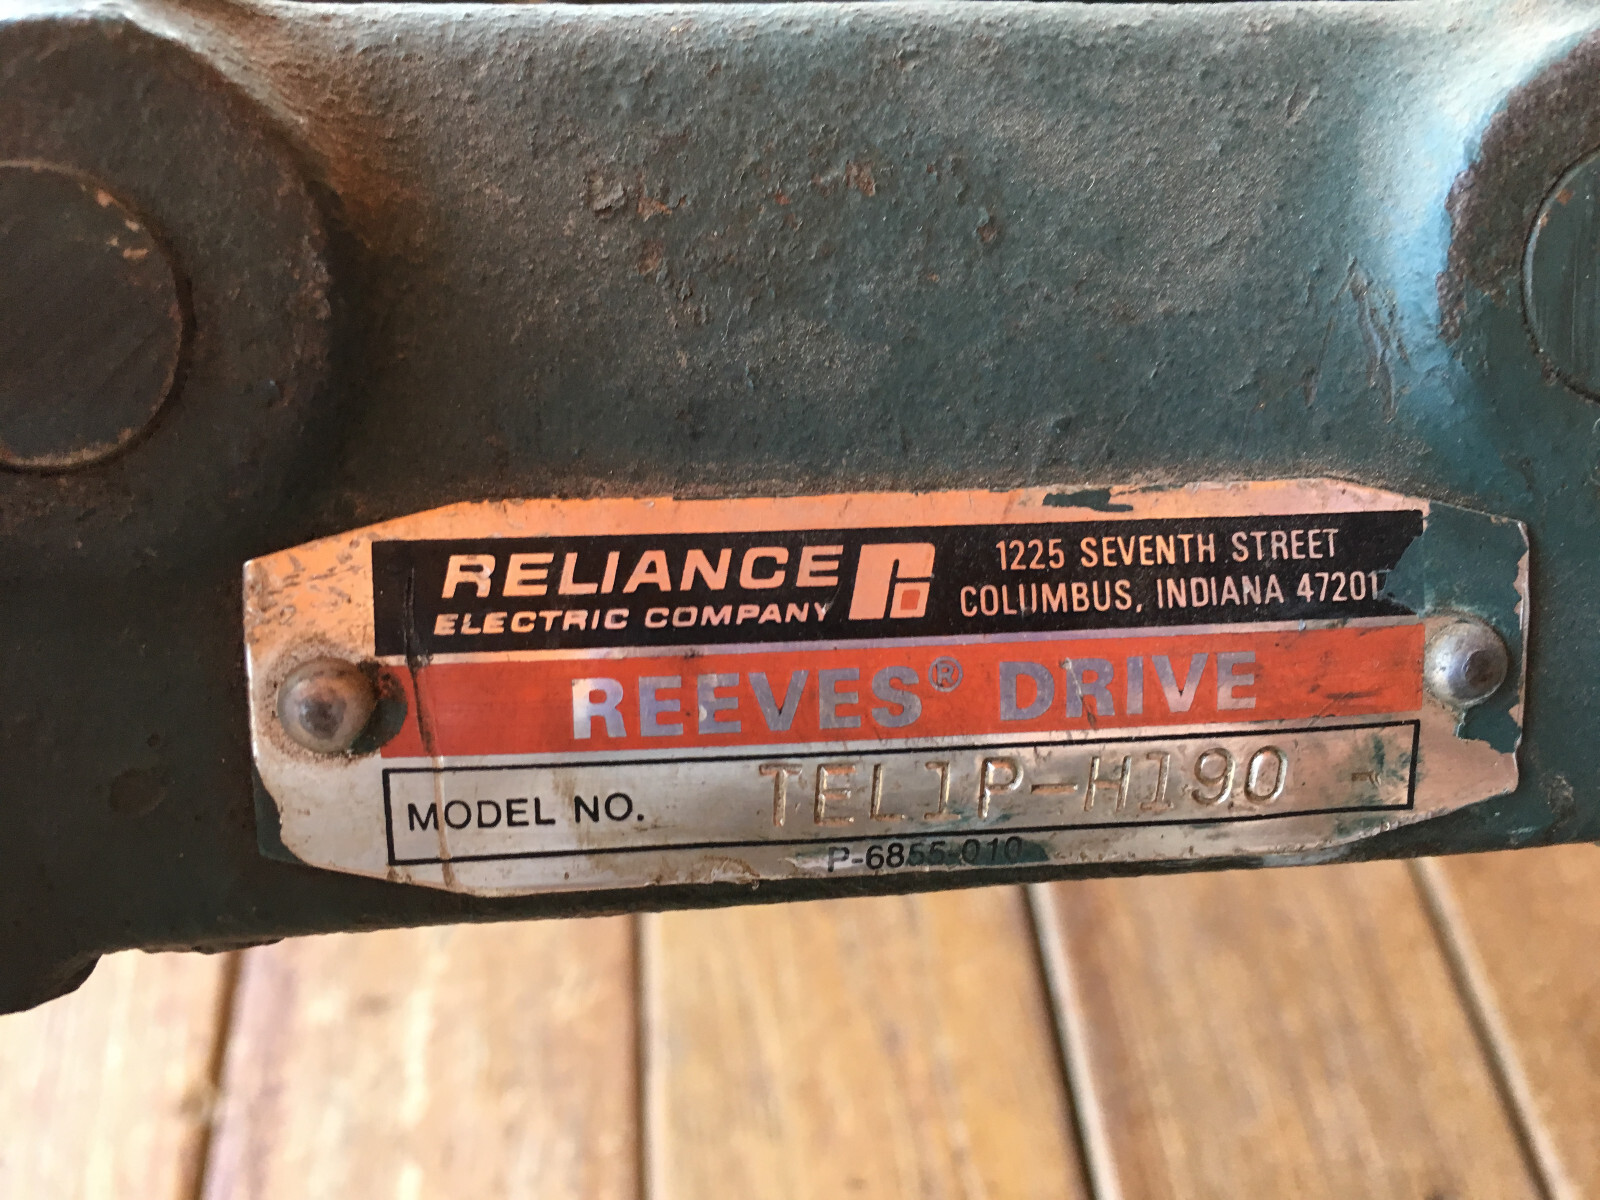 RELIANCE
ELECTRIC COMPANY
1225 SEVENTH STREET
COLUMBUS, INDIANA 47201
REEVES® DRIVE
MODEL NO. TEL1P-H190
P-6855-010